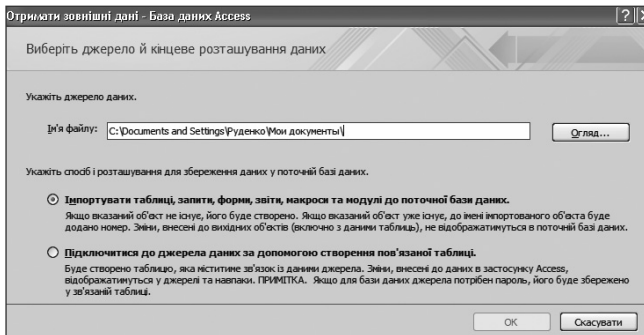 Отримати зовнішні дані - База даних Access
Виберіть джерело й кінцеве розташування даних
Укажіть джерело даних.
Ім'я файлу: C:\Documents and Settings\Руденко\Мои документы\ Огляд...
Укажіть спосіб і розташування для збереження даних у поточній базі даних.
Імпортувати таблиці, запити, форми, звіти, макроси та модулі до поточної бази даних.
Якщо вказаний об'єкт не існує, його буде створено. Якщо вказаний об'єкт уже існує, до імені імпортованого об'єкта буде
додано номер. Зміни, внесені до вихідних об'єктів (включно з даними таблиць), не відображатимуться в поточній базі даних.
Підключитися до джерела даних за допомогою створення пов'язаної таблиці.
Буде створено таблицю, яка міститиме зв'язок із даними джерела. Зміни, внесені до даних в застосунку Access,
відображатимуться у джерелі та навпаки. ПРИМІТКА. Якщо для бази даних джерела потрібен пароль, його буде збережено
у зв'язаній таблиці.
ОК Скасувати